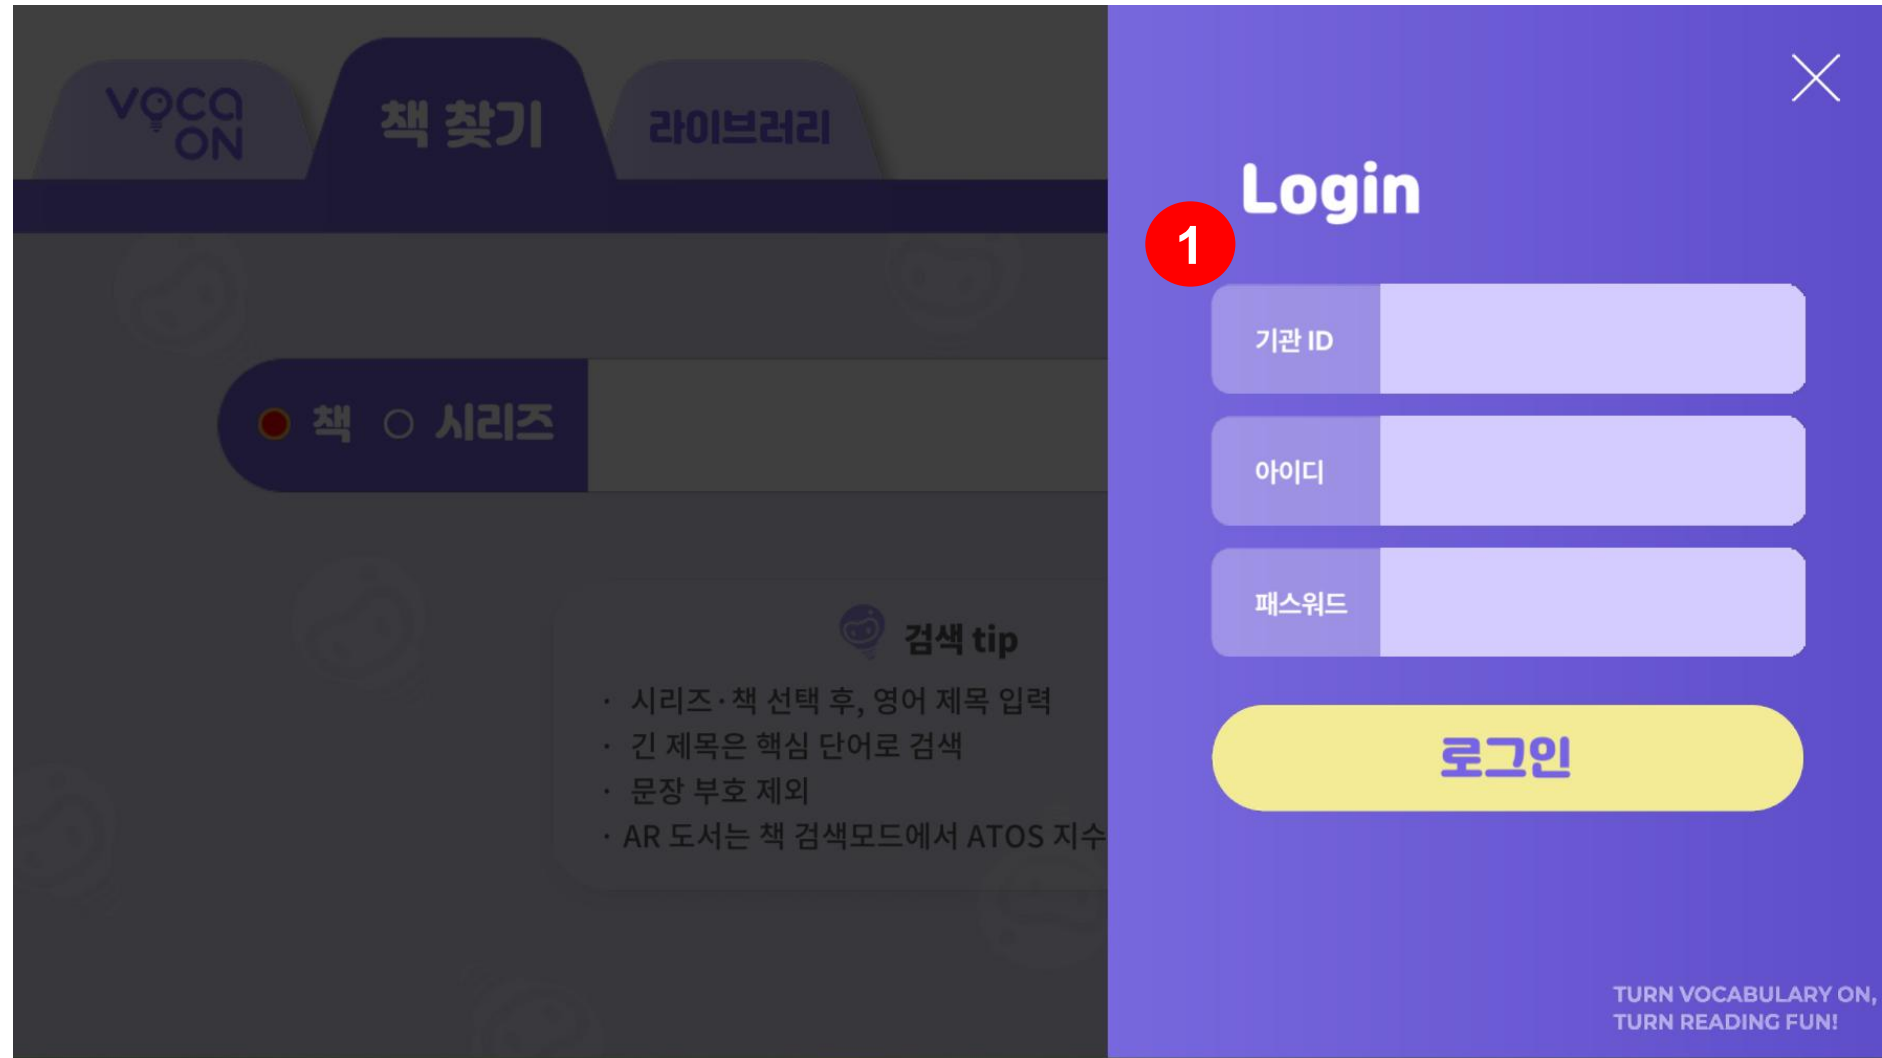 VOCA
ON
책 찾기
라이브러리
책 시리즈
검색 tip
· 시리즈·책 선택 후, 영어 제목 입력
· 긴 제목은 핵심 단어로 검색
· 문장 부호 제외
· AR 도서는 책 검색모드에서 ATOS 지수
Login
1
기관 ID
아이디
패스워드
로그인
TURN VOCABULARY ON,
TURN READING FUN!